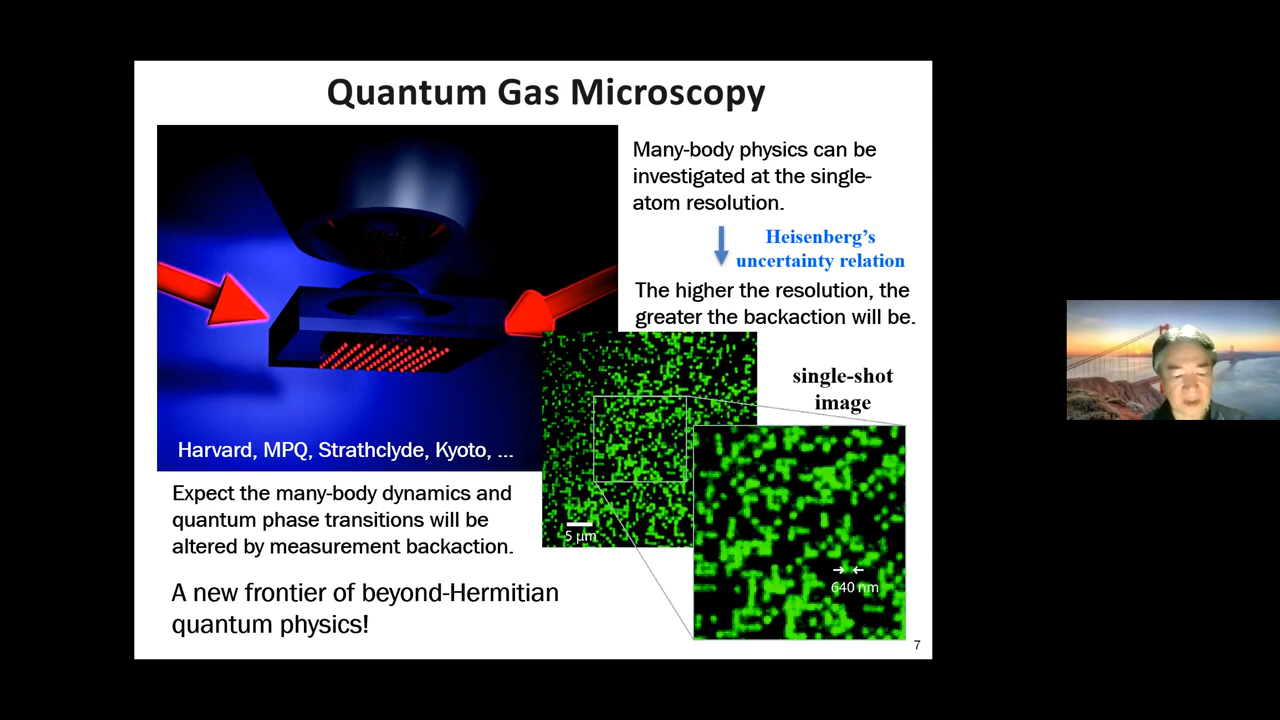 Quantum Gas Microscopy
Many-body physics can be
investigated at the single-
atom resolution.
Heisenberg's
uncertainty relation
The higher the resolution, the
greater the backaction will be.
single-shot
image
Harvard, MPQ, Strathclyde, Kyoto, ...
Expect the many-body dynamics and
quantum phase transitions will be
altered by measurement backaction.
5 μm
640 nm
A new frontier of beyond-Hermitian
quantum physics!
7